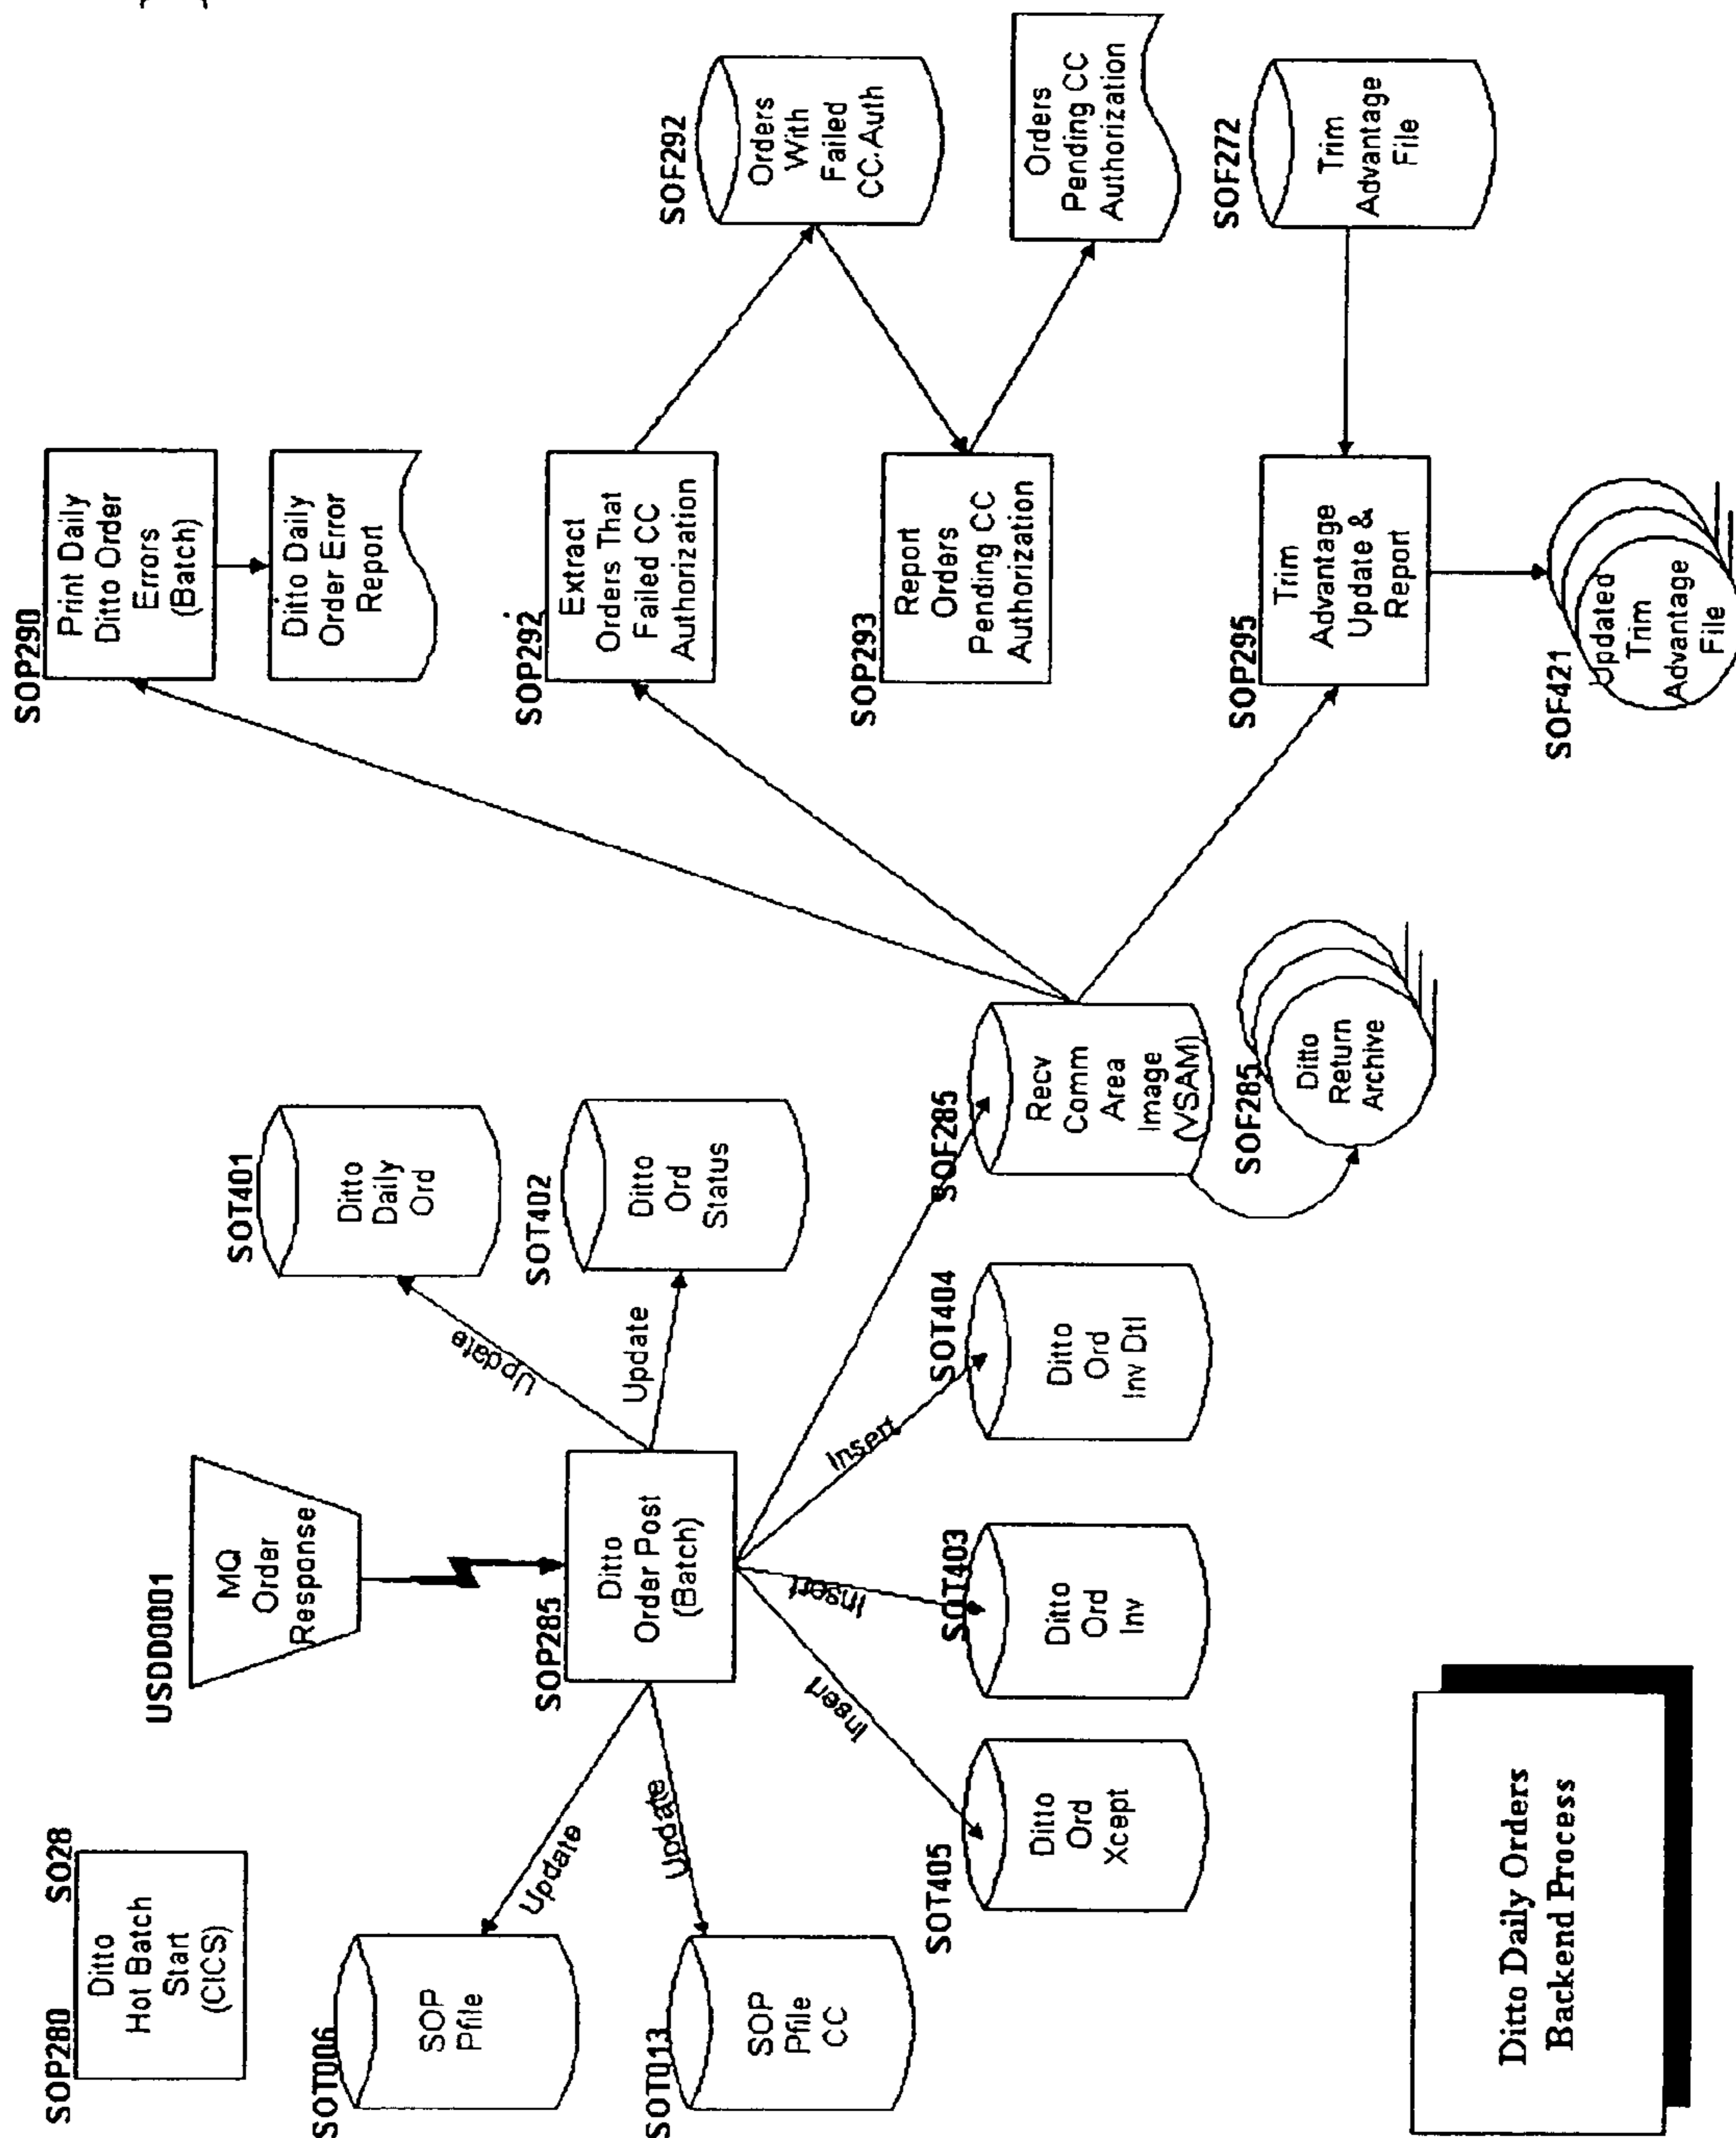 SOP280 SO28
Ditto
Hot Batch
Start
(CICS)
USDD0001
MQ
Order
Response
SOT006
SOP
Pfile
SOT013
SOP
Pfile
CC
Update
Update
SOP285
Ditto
Order Post
(Batch)
Update
Update
SOT401
Ditto
Daily
Ord
SOT402
Ditto
Ord
Status
SOT405
Ditto
Ord
Xcept
Insert
SOT403
Ditto
Ord
Inv
Insert
SOT404
Ditto
Ord
Inv Dtl
Insert
SOF285
Recv
Comm
Area
Image
(VSAM)
SOF285
Ditto
Return
Archive
SOP290
Print Daily
Ditto Order
Errors
(Batch)
Ditto Daily
Order Error
Report
SOP292
Extract
Orders That
Failed CC
Authorization
SOF292
Orders
With
Failed
CC Auth
SOP293
Report
Orders
Pending CC
Authorization
Orders
Pending CC
Authorization
SOP295
Trim
Advantage
Update &
Report
SOF272
Trim
Advantage
File
SOF421
Updated
Trim
Advantage
File
Ditto Daily Orders
Backend Process